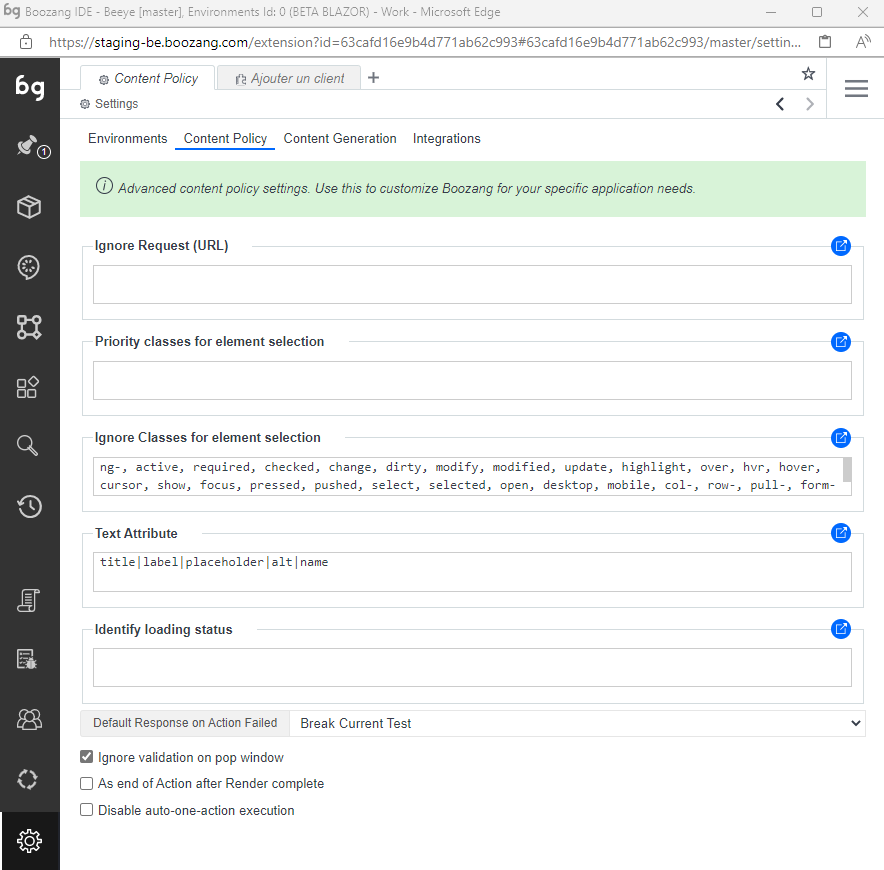 bg Boozang IDE - Beeye [master], Environments Id: 0 (BETA BLAZOR) - Work - Microsoft Edge
https://staging-be.boozang.com/extension?id=63cafd16e9b4d771ab62c993#63cafd16e9b4d771ab62c993/master/settin...
bg
Content Policy
Ajouter un client
Settings
1
Environments
Content Policy
Content Generation
Integrations
Advanced content policy settings. Use this to customize Boozang for your specific application needs.
Ignore Request (URL)
Priority classes for element selection
Ignore Classes for element selection
ng-, active, required, checked, change, dirty, modify, modified, update, highlight, over, hvr, hover,
cursor, show, focus, pressed, pushed, select, selected, open, desktop, mobile, col-, row-, pull-, form-
Text Attribute
title|label|placeholder|alt|name
Identify loading status
Default Response on Action Failed
Break Current Test
Ignore validation on pop window
As end of Action after Render complete
Disable auto-one-action execution